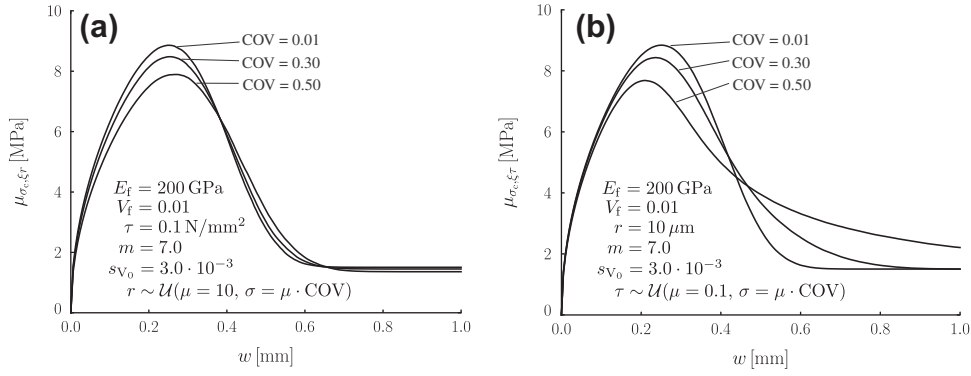 (a)
10
8
6
4
2
0
0.0 0.2 0.4 0.6 0.8 1.0
μσc,ξr [MPa]
w [mm]
COV = 0.01
COV = 0.30
COV = 0.50
Ef = 200 GPa
Vf = 0.01
τ = 0.1 N/mm²
m = 7.0
sV0 = 3.0 · 10⁻³
r ∼ U(μ = 10, σ = μ · COV)
(b)
10
8
6
4
2
0
0.0 0.2 0.4 0.6 0.8 1.0
μσc,ξτ [MPa]
w [mm]
COV = 0.01
COV = 0.30
COV = 0.50
Ef = 200 GPa
Vf = 0.01
r = 10 μm
m = 7.0
sV0 = 3.0 · 10⁻³
τ ∼ U(μ = 0.1, σ = μ · COV)